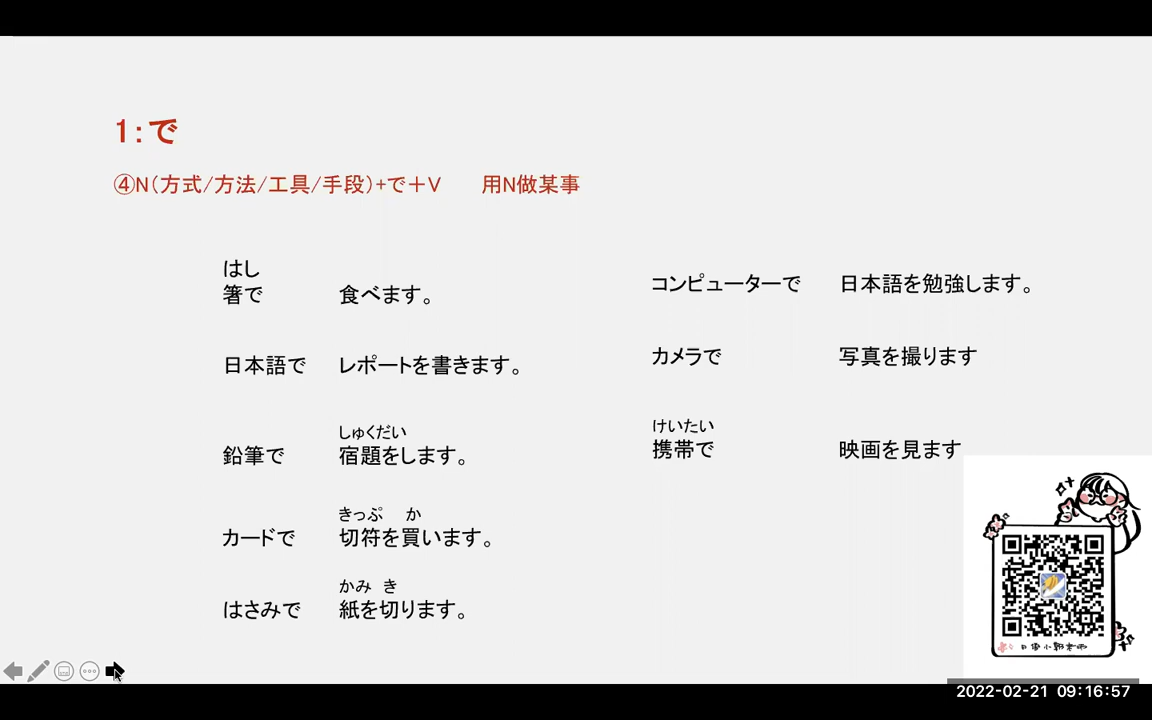 1:で
④N(方式/方法/工具/手段)+で+V 用N做某事
はし
箸で 食べます。
日本語で レポートを書きます。
しゅくだい
鉛筆で 宿題をします。
きっぷ か
カードで 切符を買います。
かみ き
はさみで 紙を切ります。
コンピューターで 日本語を勉強します。
カメラで 写真を撮ります
けいたい
携帯で 映画を見ます
2022-02-21 09:16:57